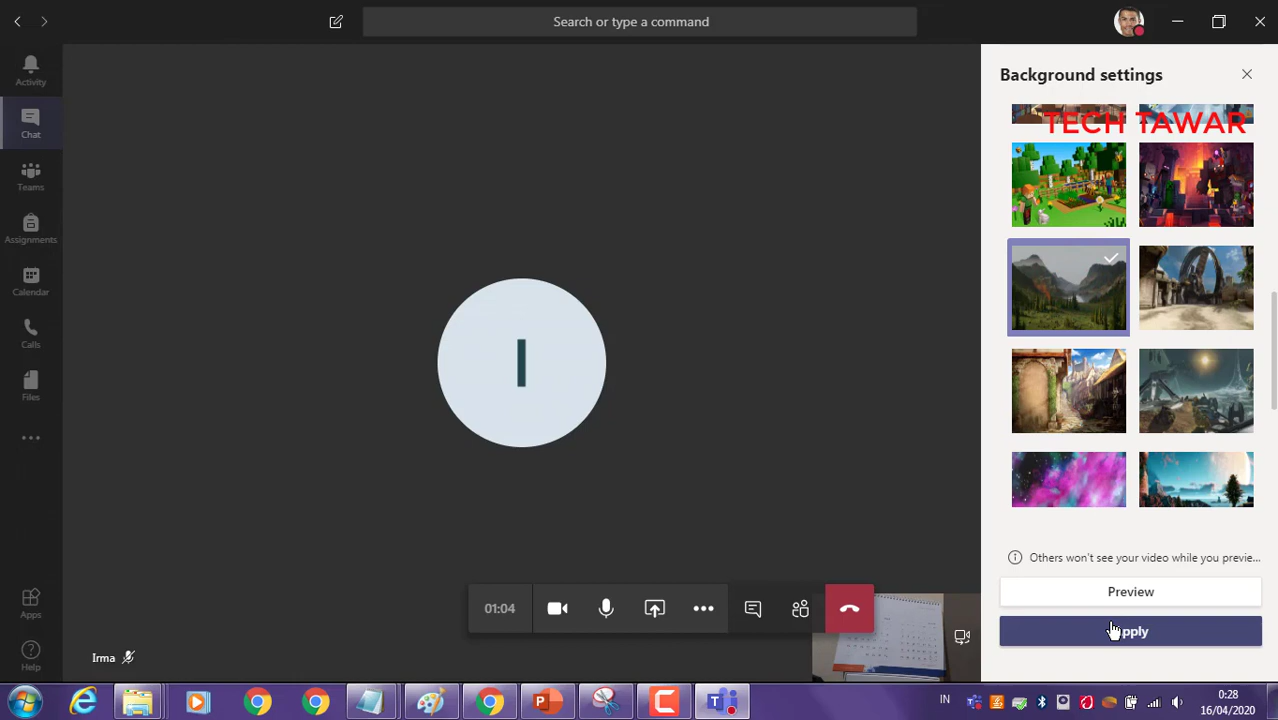 Search or type a command
Activity
Chat
Teams
Assignments
Calendar
Calls
Files
Apps
Help
Background settings
TECH TAWAR
I
Others won't see your video while you previe...
Preview
Apply
01:04
Irma
IN
0:28
16/04/2020